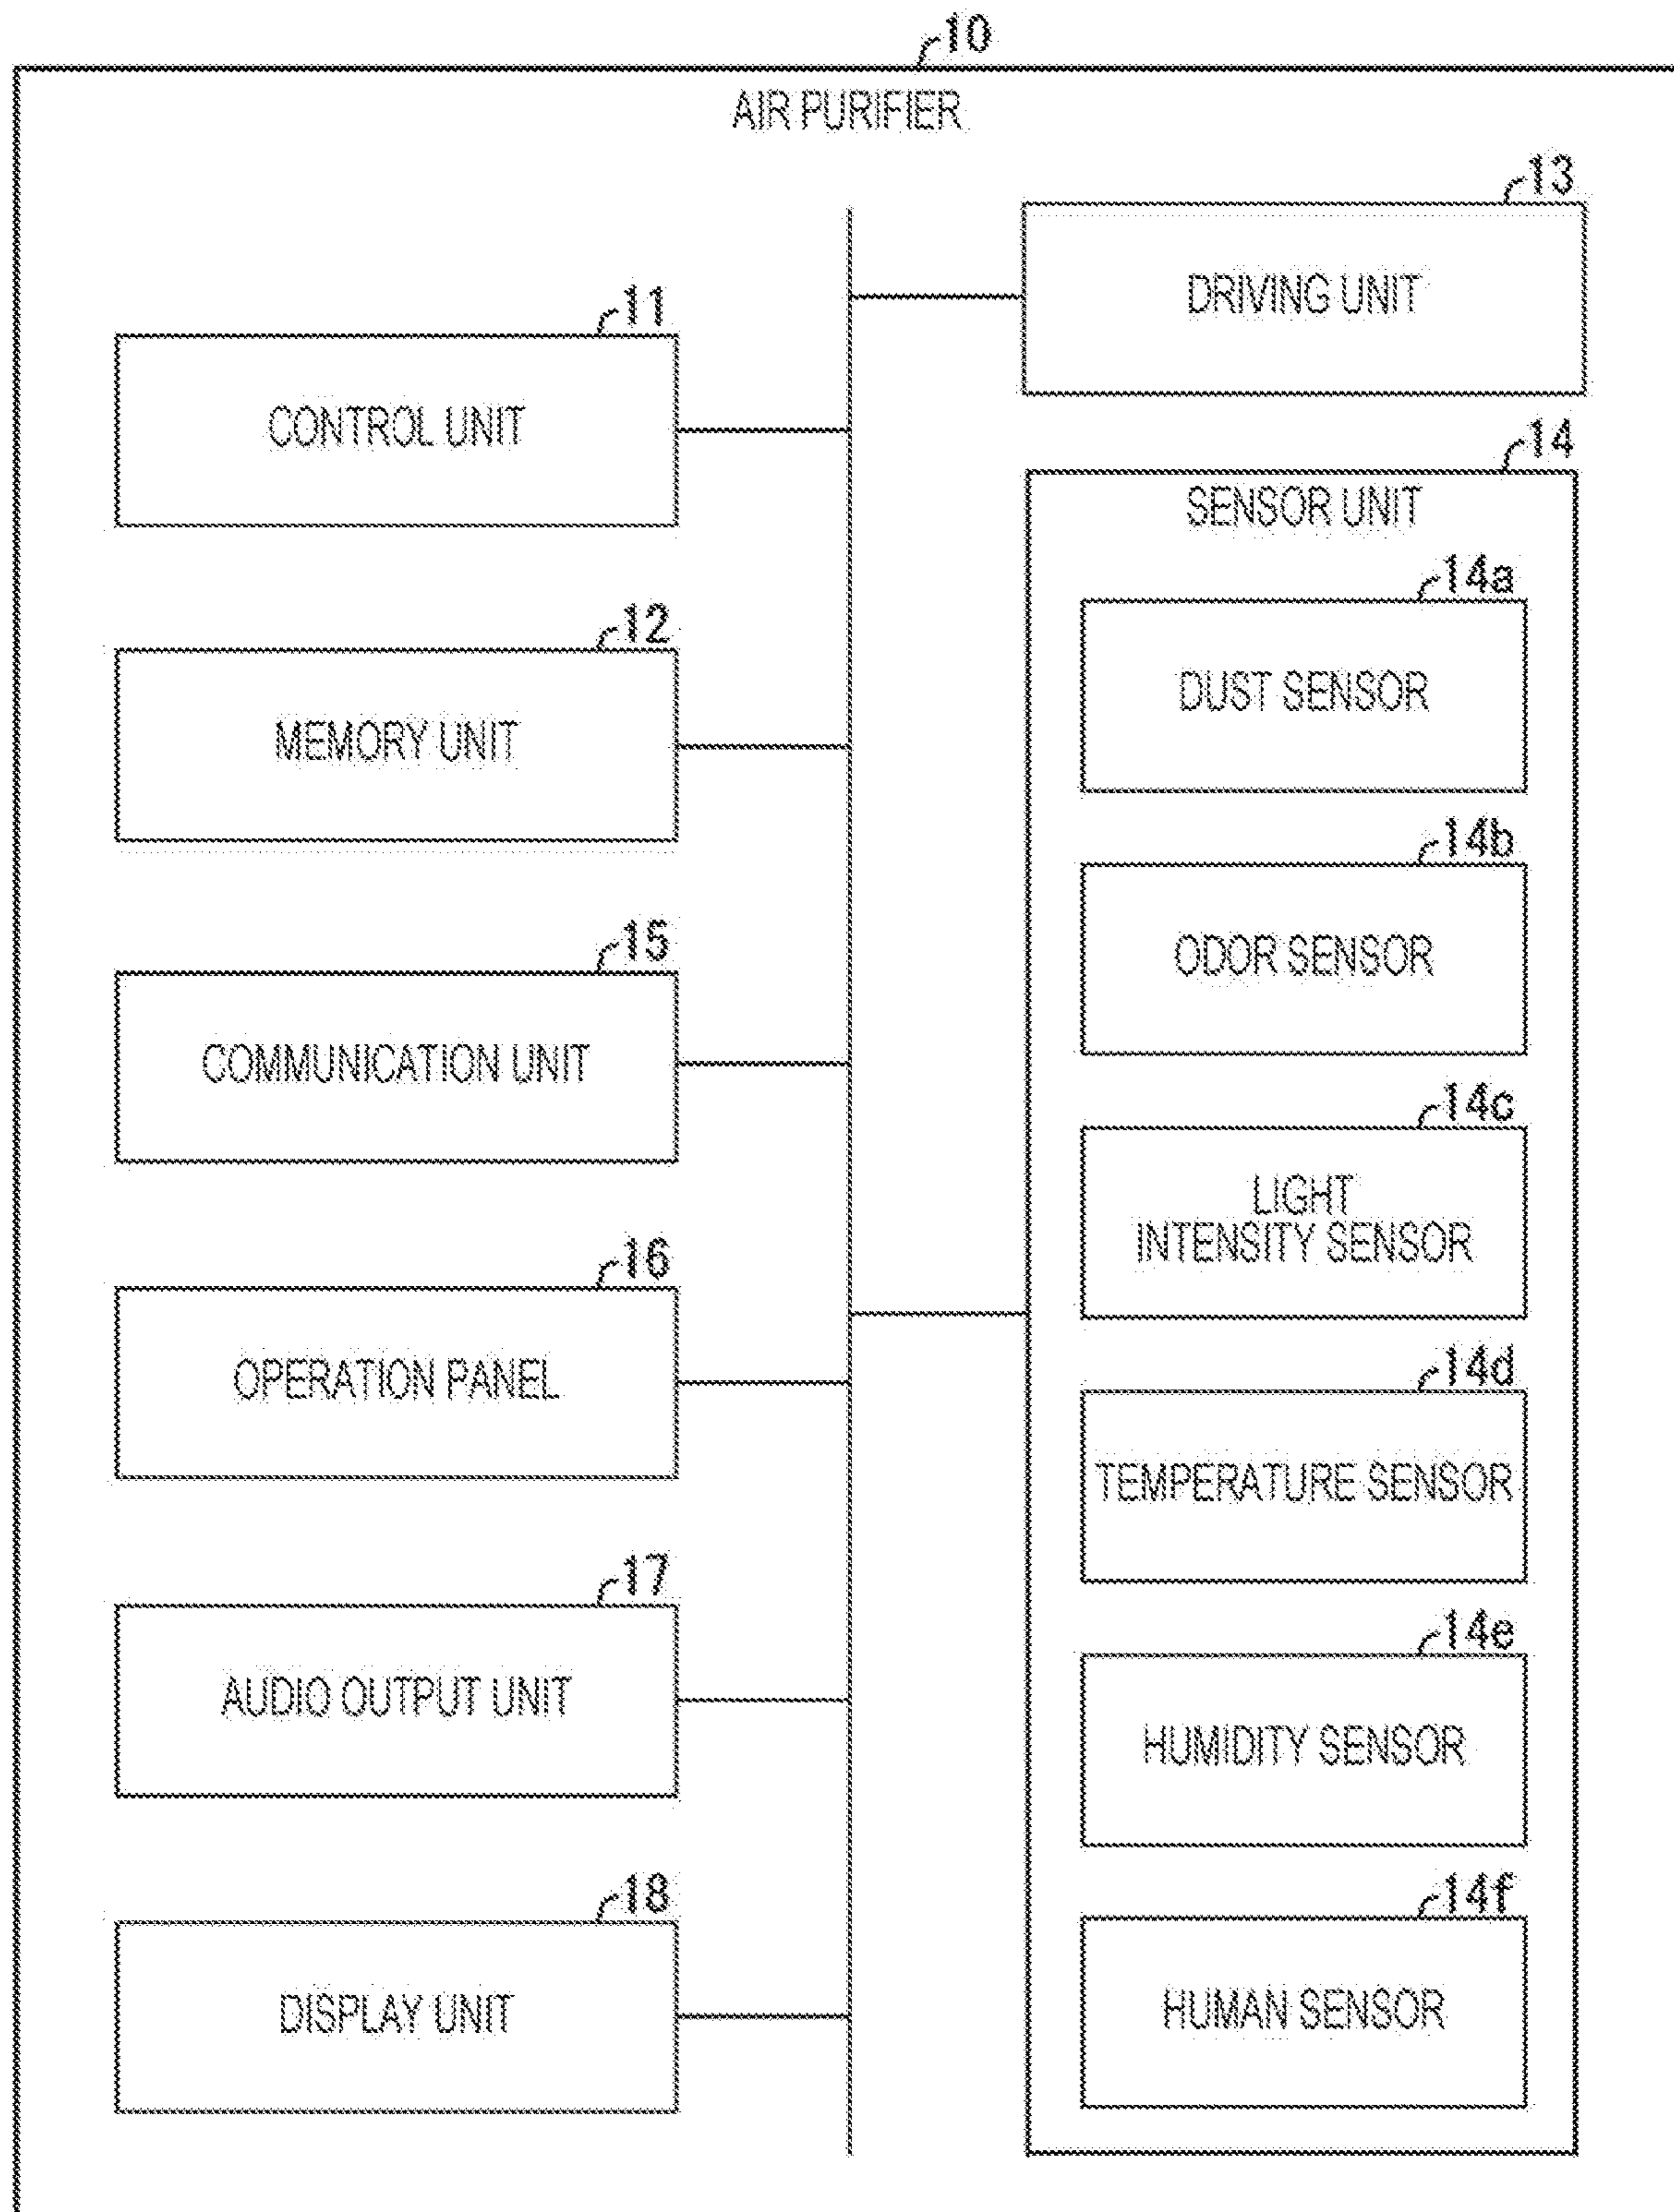 10
AIR PURIFIER
11
CONTROL UNIT
12
MEMORY UNIT
15
COMMUNICATION UNIT
16
OPERATION PANEL
17
AUDIO OUTPUT UNIT
18
DISPLAY UNIT
13
DRIVING UNIT
14
SENSOR UNIT
14a
DUST SENSOR
14b
ODOR SENSOR
14c
LIGHT
INTENSITY SENSOR
14d
TEMPERATURE SENSOR
14e
HUMIDITY SENSOR
14f
HUMAN SENSOR